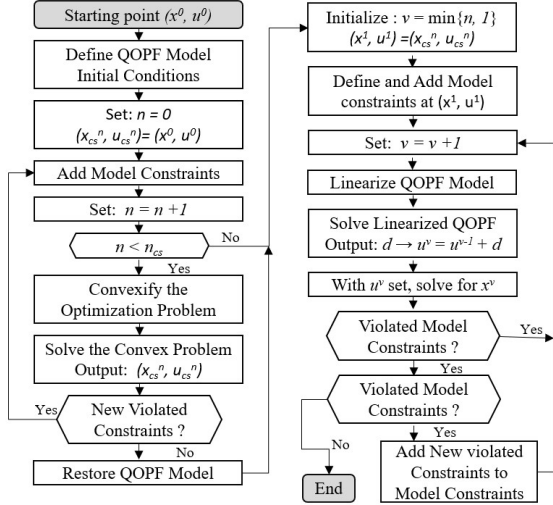 Starting point (x⁰, u⁰)
Define QOPF Model
Initial Conditions
Set: n = 0
(x_cs^n, u_cs^n)= (x⁰, u⁰)
Add Model Constraints
Set: n = n +1
n < n_cs
No
Yes
Convexify the
Optimization Problem
Solve the Convex Problem
Output: (x_cs^n, u_cs^n)
Yes
New Violated
Constraints ?
No
Restore QOPF Model
Initialize : v = min{n, 1}
(x¹, u¹) =(x_cs^n, u_cs^n)
Define and Add Model
constraints at (x¹, u¹)
Set: v = v +1
Linearize QOPF Model
Solve Linearized QOPF
Output: d → u^v = u^v-1 + d
With u^v set, solve for x^v
Violated Model
Constraints ?
Yes
Yes
Violated Model
Constraints ?
No
Yes
End
Add New violated
Constraints to
Model Constraints